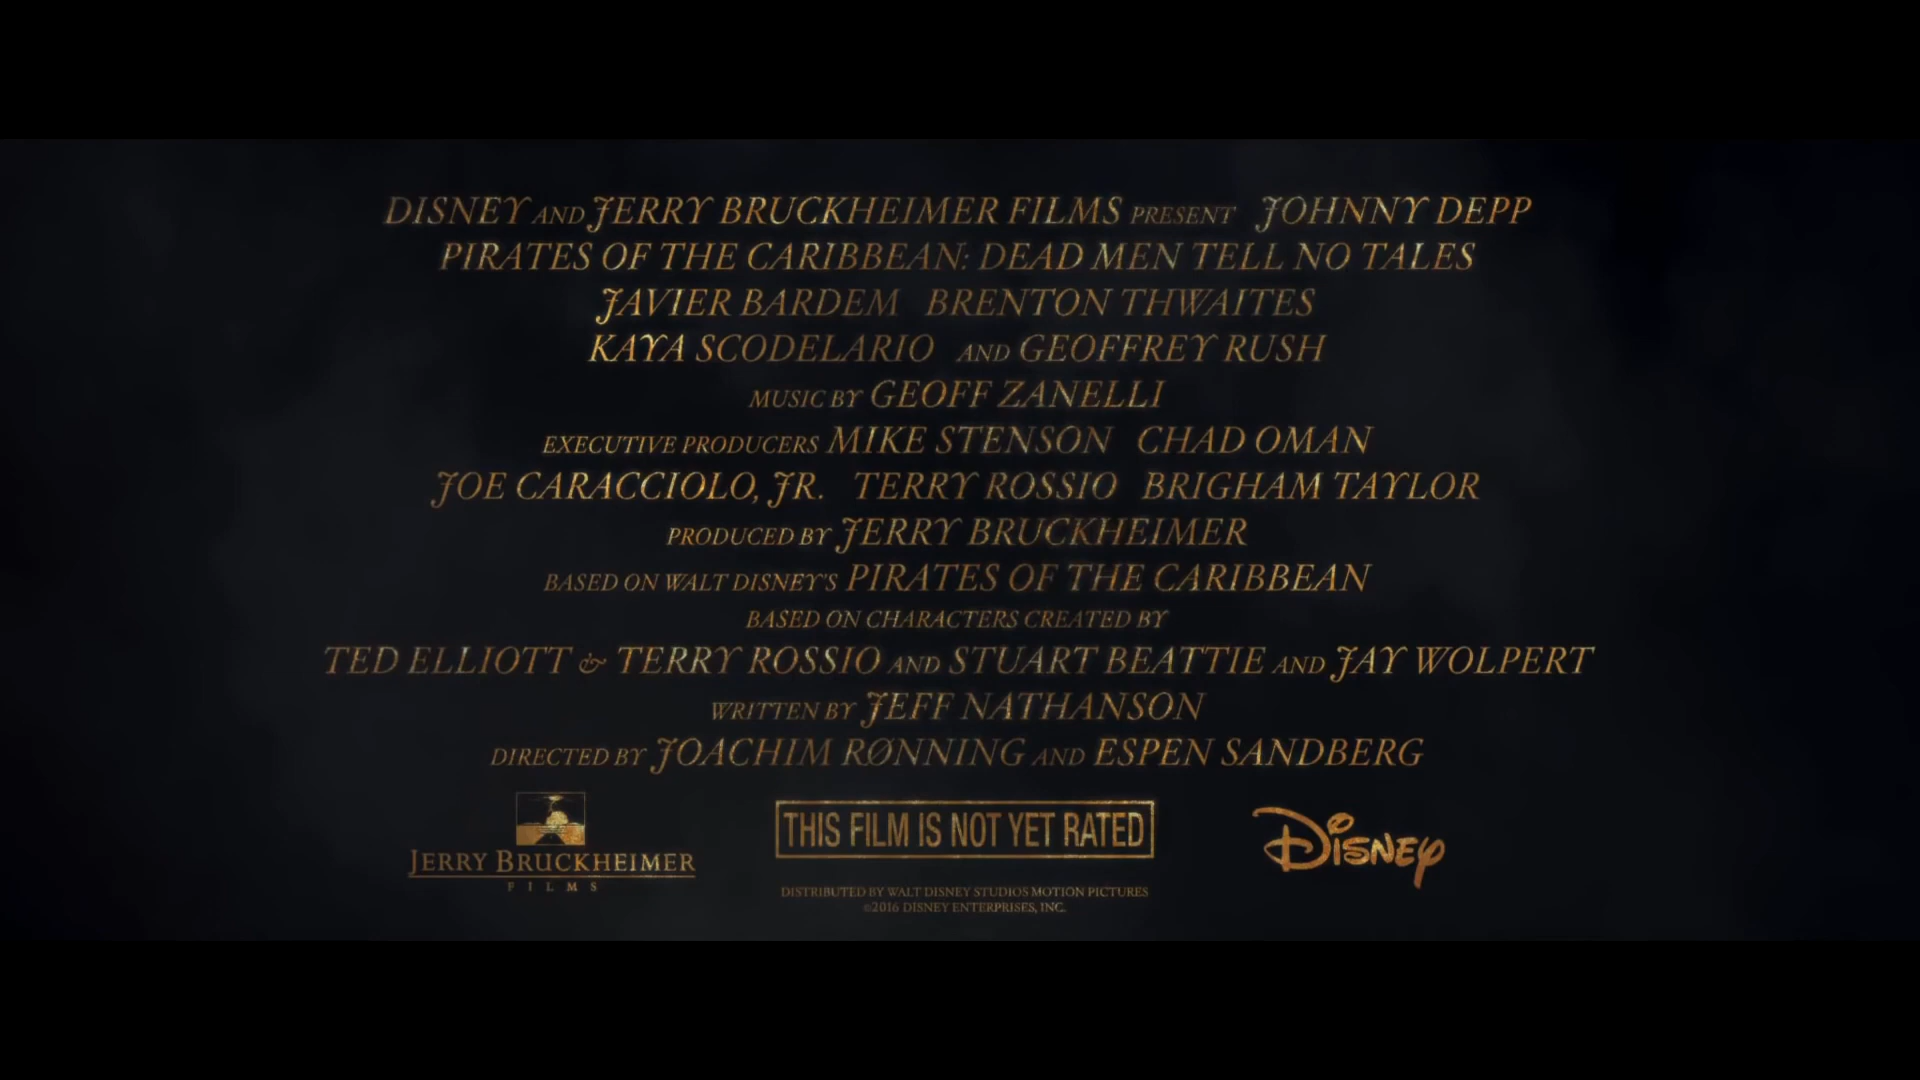 DISNEY AND JERRY BRUCKHEIMER FILMS PRESENT JOHNNY DEPP
PIRATES OF THE CARIBBEAN: DEAD MEN TELL NO TALES
JAVIER BARDEM BRENTON THWAITES
KAYA SCODELARIO AND GEOFFREY RUSH
MUSIC BY GEOFF ZANELLI
EXECUTIVE PRODUCERS MIKE STENSON CHAD OMAN
JOE CARACCIOLO, JR. TERRY ROSSIO BRIGHAM TAYLOR
PRODUCED BY JERRY BRUCKHEIMER
BASED ON WALT DISNEY'S PIRATES OF THE CARIBBEAN
BASED ON CHARACTERS CREATED BY
TED ELLIOTT & TERRY ROSSIO AND STUART BEATTIE AND JAY WOLPERT
WRITTEN BY JEFF NATHANSON
DIRECTED BY JOACHIM RØNNING AND ESPEN SANDBERG
JERRY BRUCKHEIMER
FILMS
THIS FILM IS NOT YET RATED
DISTRIBUTED BY WALT DISNEY STUDIOS MOTION PICTURES
©2016 DISNEY ENTERPRISES, INC.
DISNEY